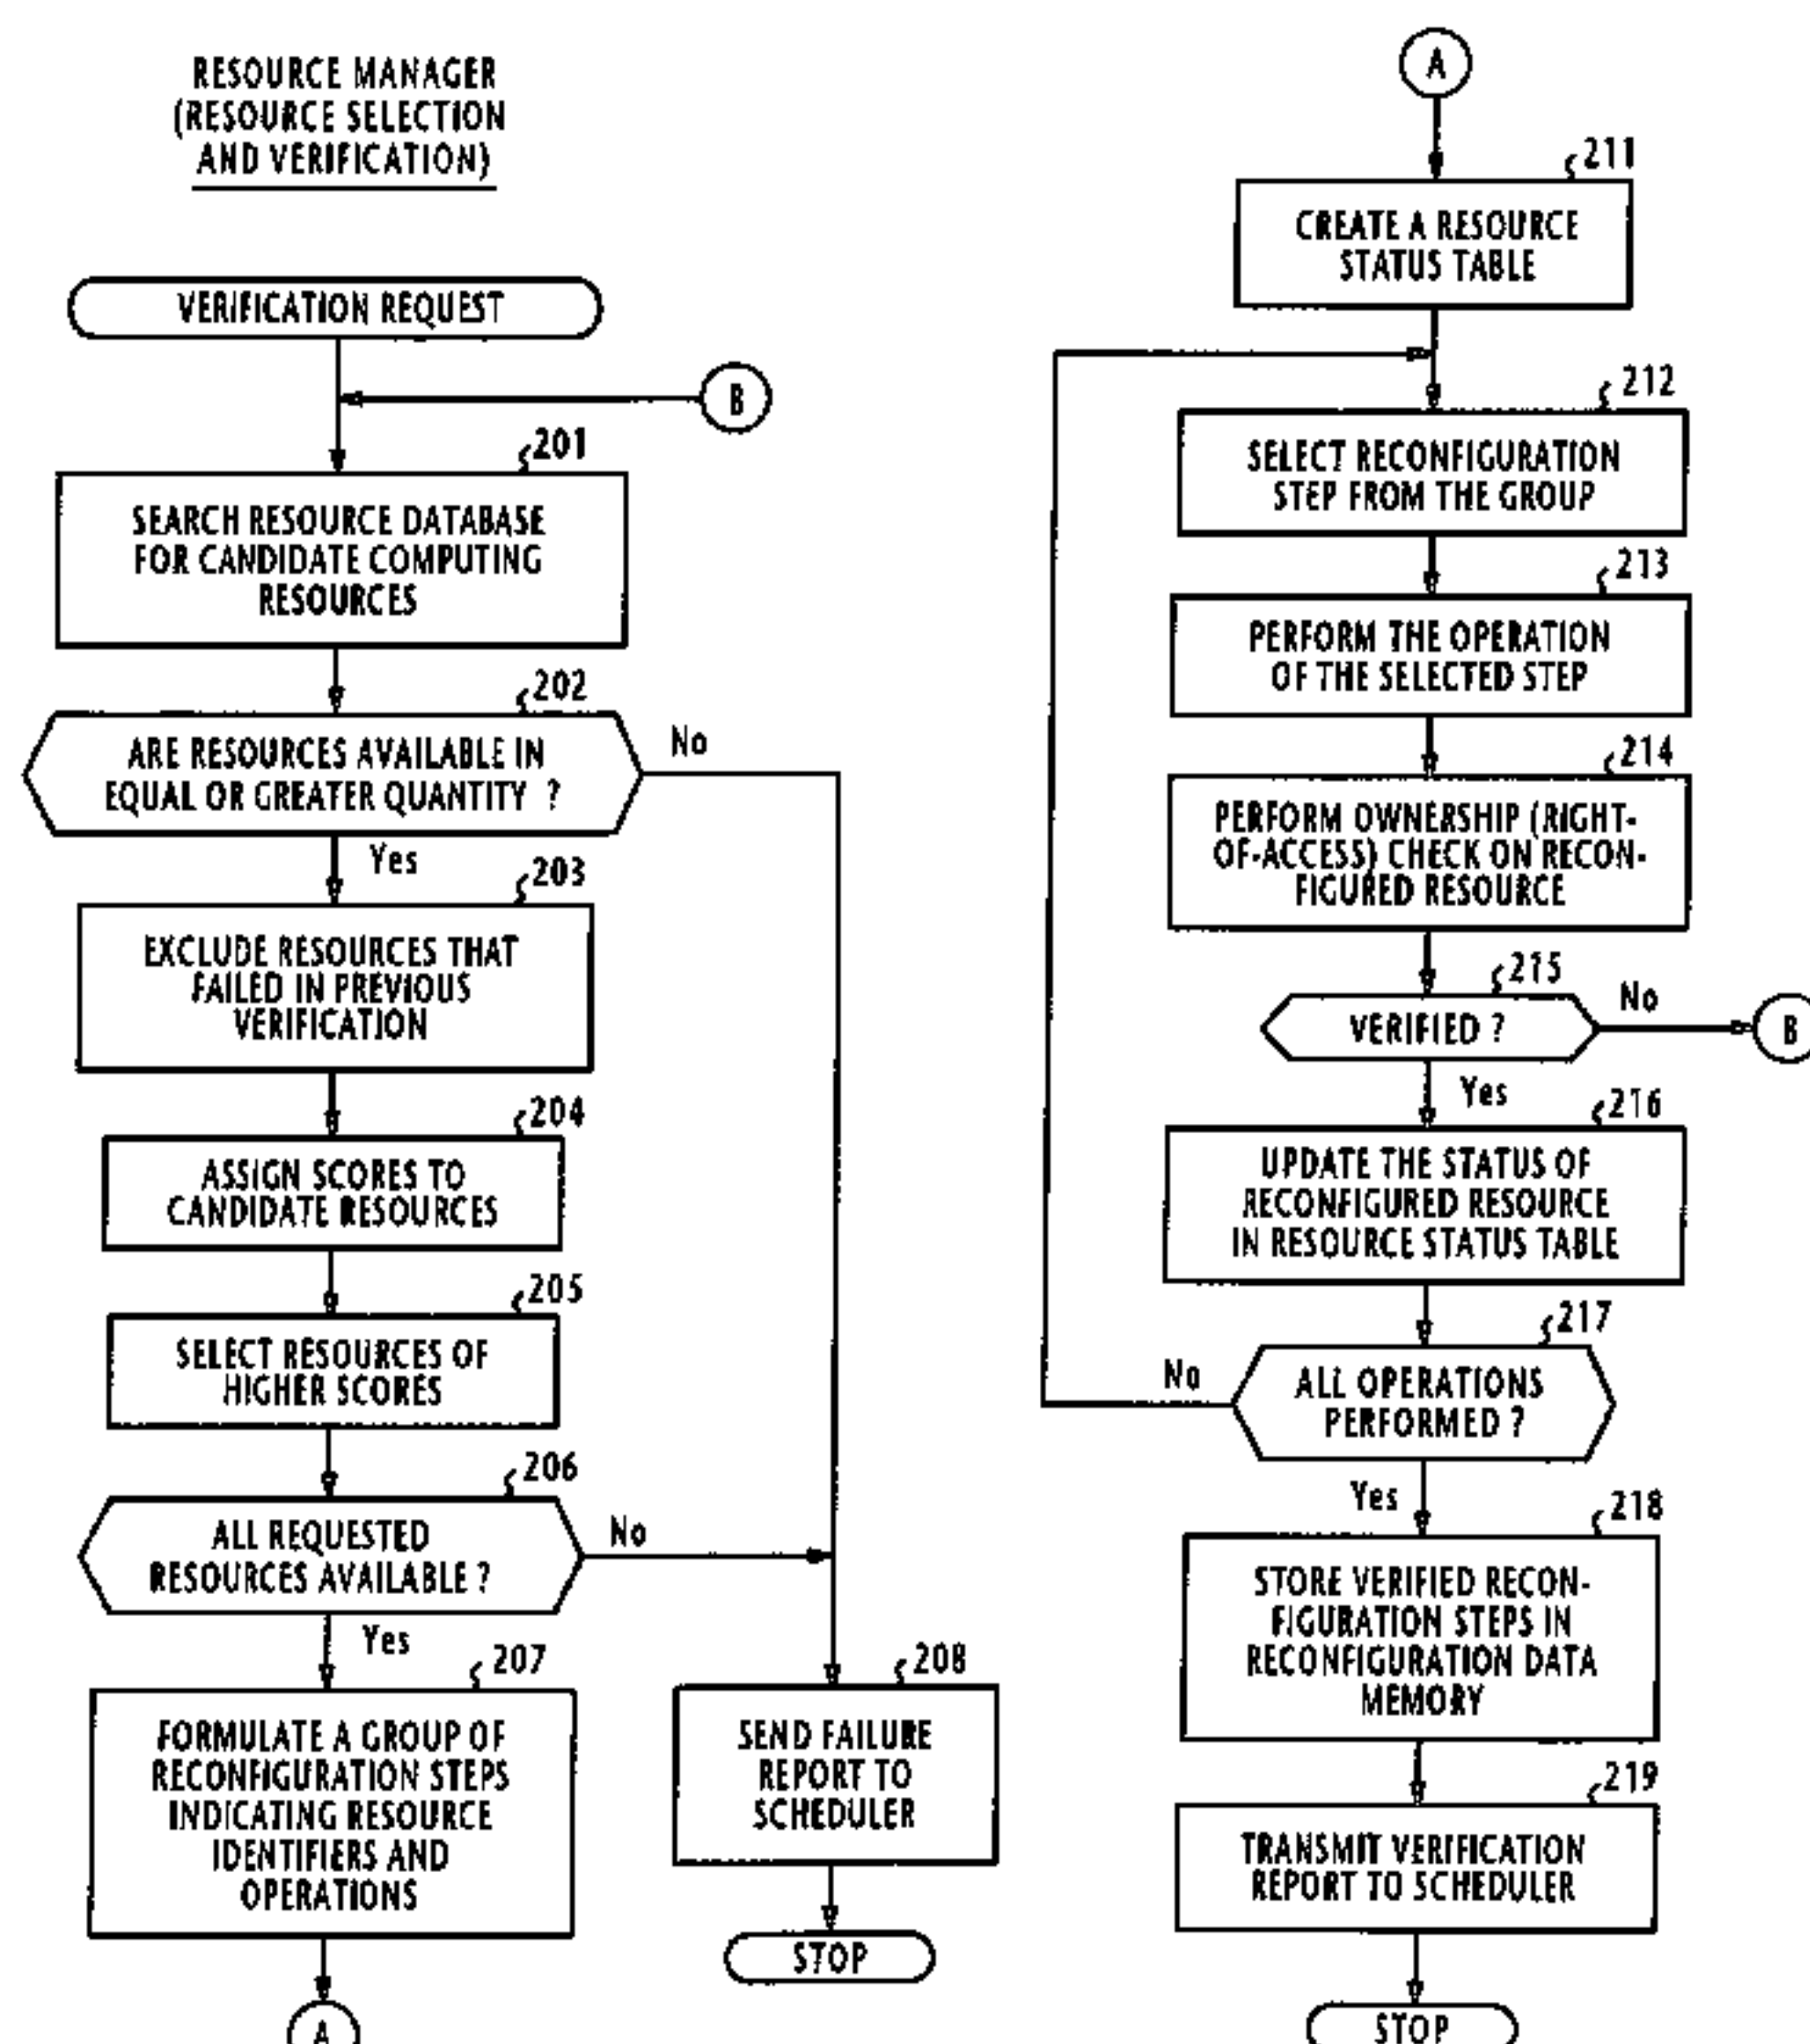 RESOURCE MANAGER
(RESOURCE SELECTION
AND VERIFICATION)
VERIFICATION REQUEST
B
201
SEARCH RESOURCE DATABASE
FOR CANDIDATE COMPUTING
RESOURCES
202
ARE RESOURCES AVAILABLE IN
EQUAL OR GREATER QUANTITY ?
No
Yes
203
EXCLUDE RESOURCES THAT
FAILED IN PREVIOUS
VERIFICATION
204
ASSIGN SCORES TO
CANDIDATE RESOURCES
205
SELECT RESOURCES OF
HIGHER SCORES
206
ALL REQUESTED
RESOURCES AVAILABLE ?
No
Yes
207
FORMULATE A GROUP OF
RECONFIGURATION STEPS
INDICATING RESOURCE
IDENTIFIERS AND
OPERATIONS
A
208
SEND FAILURE
REPORT TO
SCHEDULER
STOP
A
211
CREATE A RESOURCE
STATUS TABLE
212
SELECT RECONFIGURATION
STEP FROM THE GROUP
213
PERFORM THE OPERATION
OF THE SELECTED STEP
214
PERFORM OWNERSHIP (RIGHT-
OF-ACCESS) CHECK ON RECON-
FIGURED RESOURCE
215
VERIFIED ?
No
B
Yes
216
UPDATE THE STATUS OF
RECONFIGURED RESOURCE
IN RESOURCE STATUS TABLE
217
ALL OPERATIONS
PERFORMED ?
No
Yes
218
STORE VERIFIED RECON-
FIGURATION STEPS IN
RECONFIGURATION DATA
MEMORY
219
TRANSMIT VERIFICATION
REPORT TO SCHEDULER
STOP